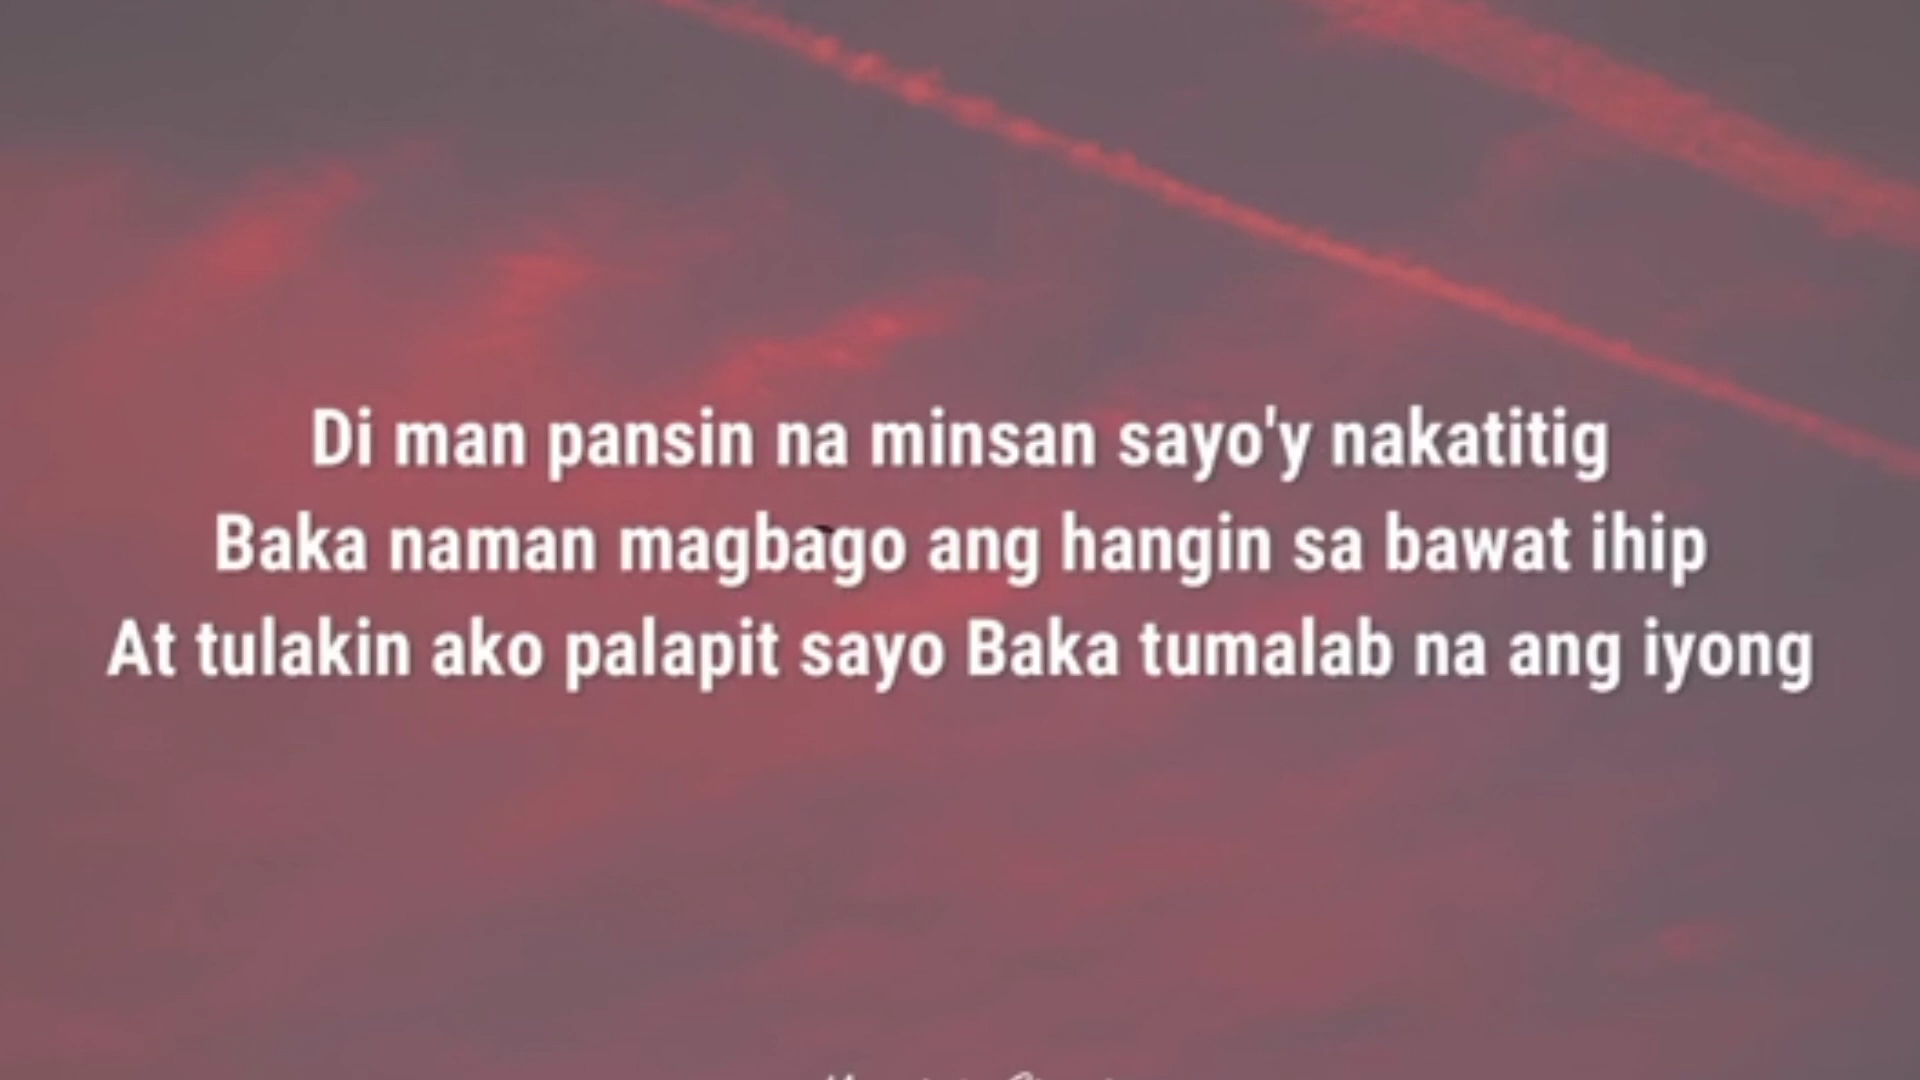 Di man pansin na minsan sayo'y nakatitig
Baka naman magbago ang hangin sa bawat ihip
At tulakin ako palapit sayo Baka tumalab na ang iyong